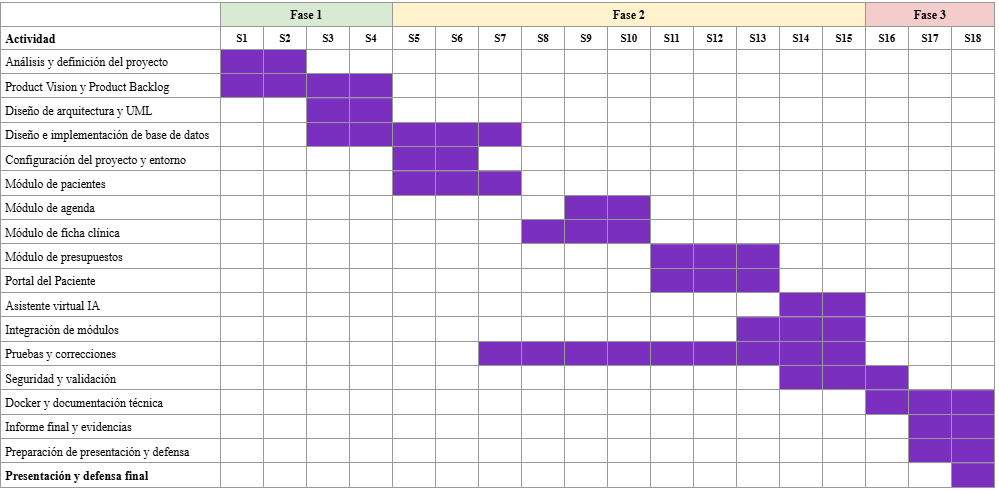 Fase 1 Fase 2 Fase 3
Actividad S1 S2 S3 S4 S5 S6 S7 S8 S9 S10 S11 S12 S13 S14 S15 S16 S17 S18
Análisis y definición del proyecto
Product Vision y Product Backlog
Diseño de arquitectura y UML
Diseño e implementación de base de datos
Configuración del proyecto y entorno
Módulo de pacientes
Módulo de agenda
Módulo de ficha clínica
Módulo de presupuestos
Portal del Paciente
Asistente virtual IA
Integración de módulos
Pruebas y correcciones
Seguridad y validación
Docker y documentación técnica
Informe final y evidencias
Preparación de presentación y defensa
Presentación y defensa final